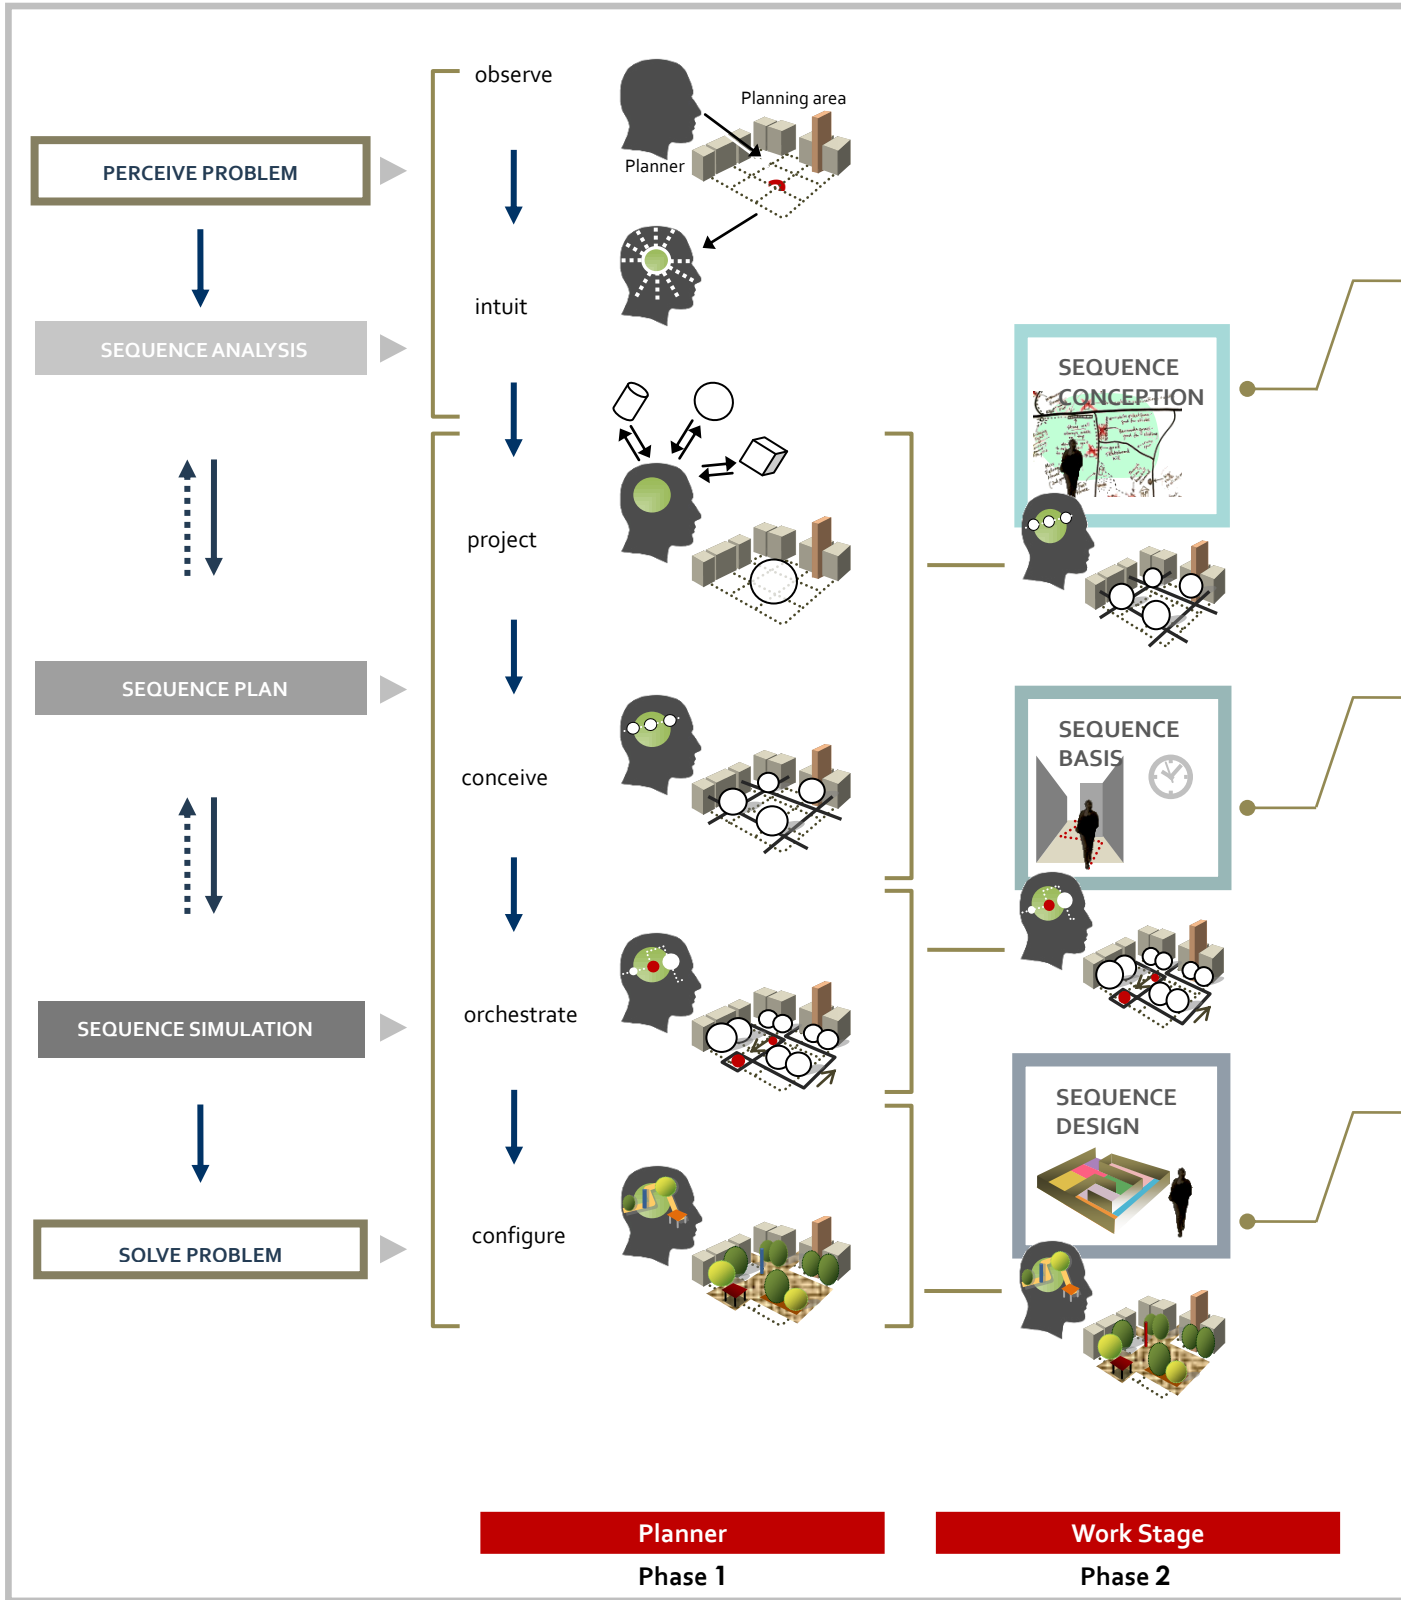 observe
Planning area
Planner
PERCEIVE PROBLEM
intuit
SEQUENCE ANALYSIS
SEQUENCE
CONCEPTION
project
SEQUENCE PLAN
SEQUENCE
BASIS
conceive
orchestrate
SEQUENCE SIMULATION
SEQUENCE
DESIGN
configure
SOLVE PROBLEM
Planner
Work Stage
Phase 1
Phase 2